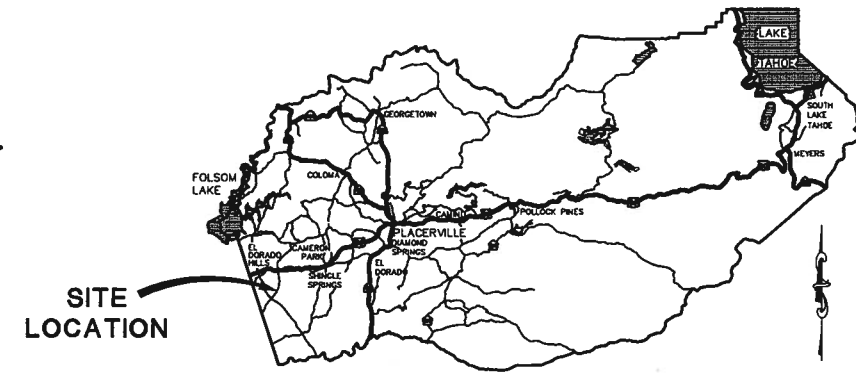 LAKE
TAHOE
SOUTH
LAKE
TAHOE
MEYERS
GEORGETOWN
COLOMA
FOLSOM
LAKE
CAMINO
POLLOCK PINES
PLACERVILLE
DIAMOND
SPRINGS
EL
DORADO
HILLS
CAMERON
PARK
SHINGLE
SPRINGS
EL
DORADO
SITE
LOCATION